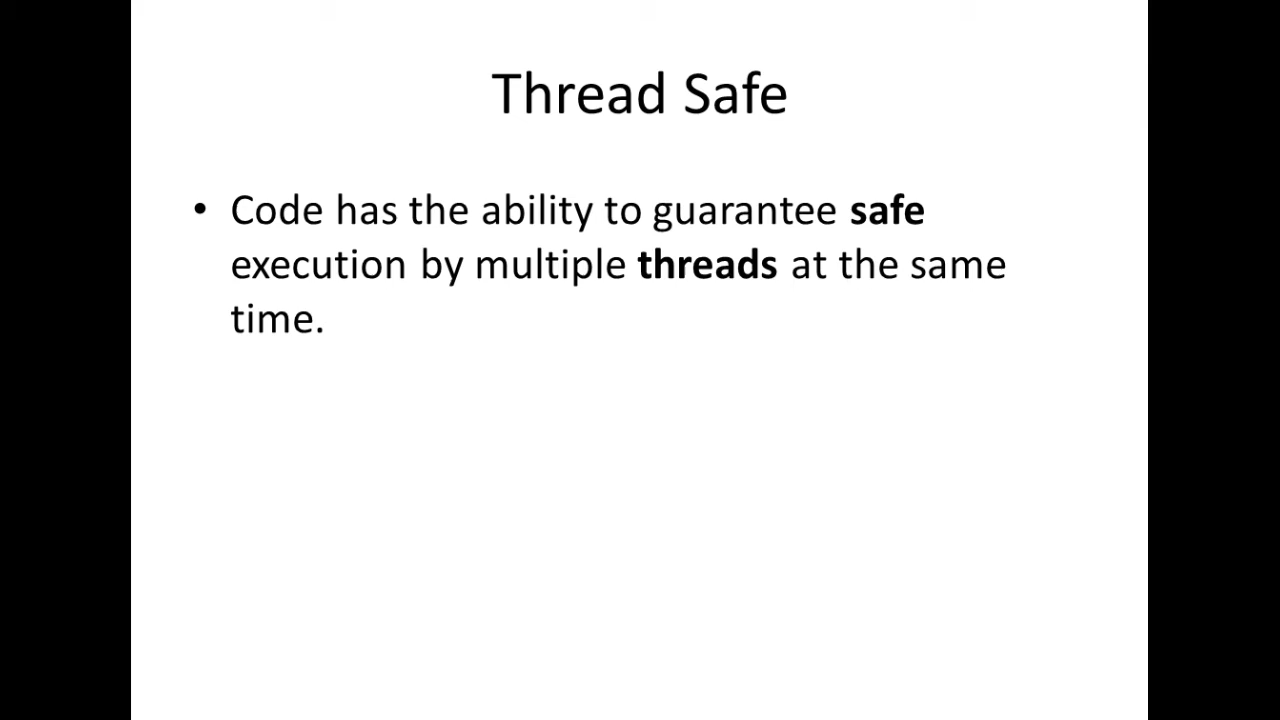 Thread Safe
• Code has the ability to guarantee safe
execution by multiple threads at the same
time.